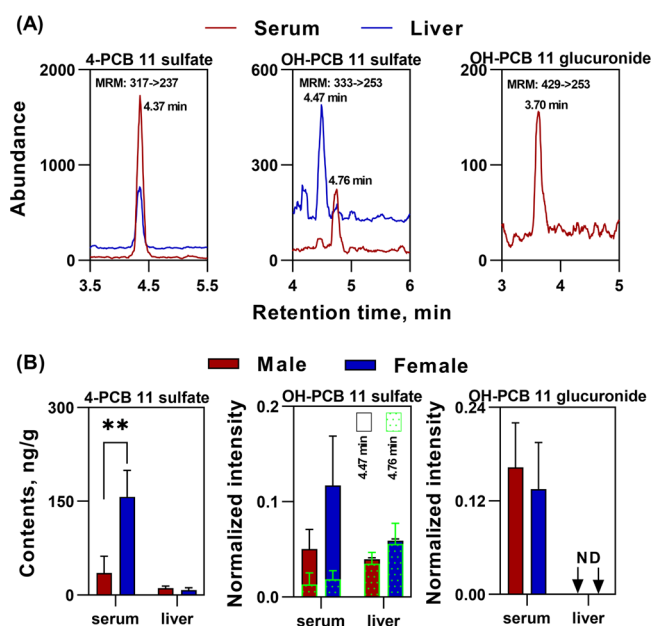 (A)
Serum Liver
4-PCB 11 sulfate OH-PCB 11 sulfate OH-PCB 11 glucuronide
Abundance
2000
1000
0
MRM: 317->237
4.37 min
3.5 4.5 5.5
600
300
0
MRM: 333->253
4.47 min
4.76 min
4 5 6
200
100
0
MRM: 429->253
3.70 min
3 4 5
Retention time, min
(B)
Male Female
4-PCB 11 sulfate OH-PCB 11 sulfate OH-PCB 11 glucuronide
Contents, ng/g
300
150
0
**
serum liver
Normalized intensity
0.2
0.1
0.0
4.47 min
4.76 min
serum liver
Normalized intensity
0.24
0.12
0.00
ND
serum liver